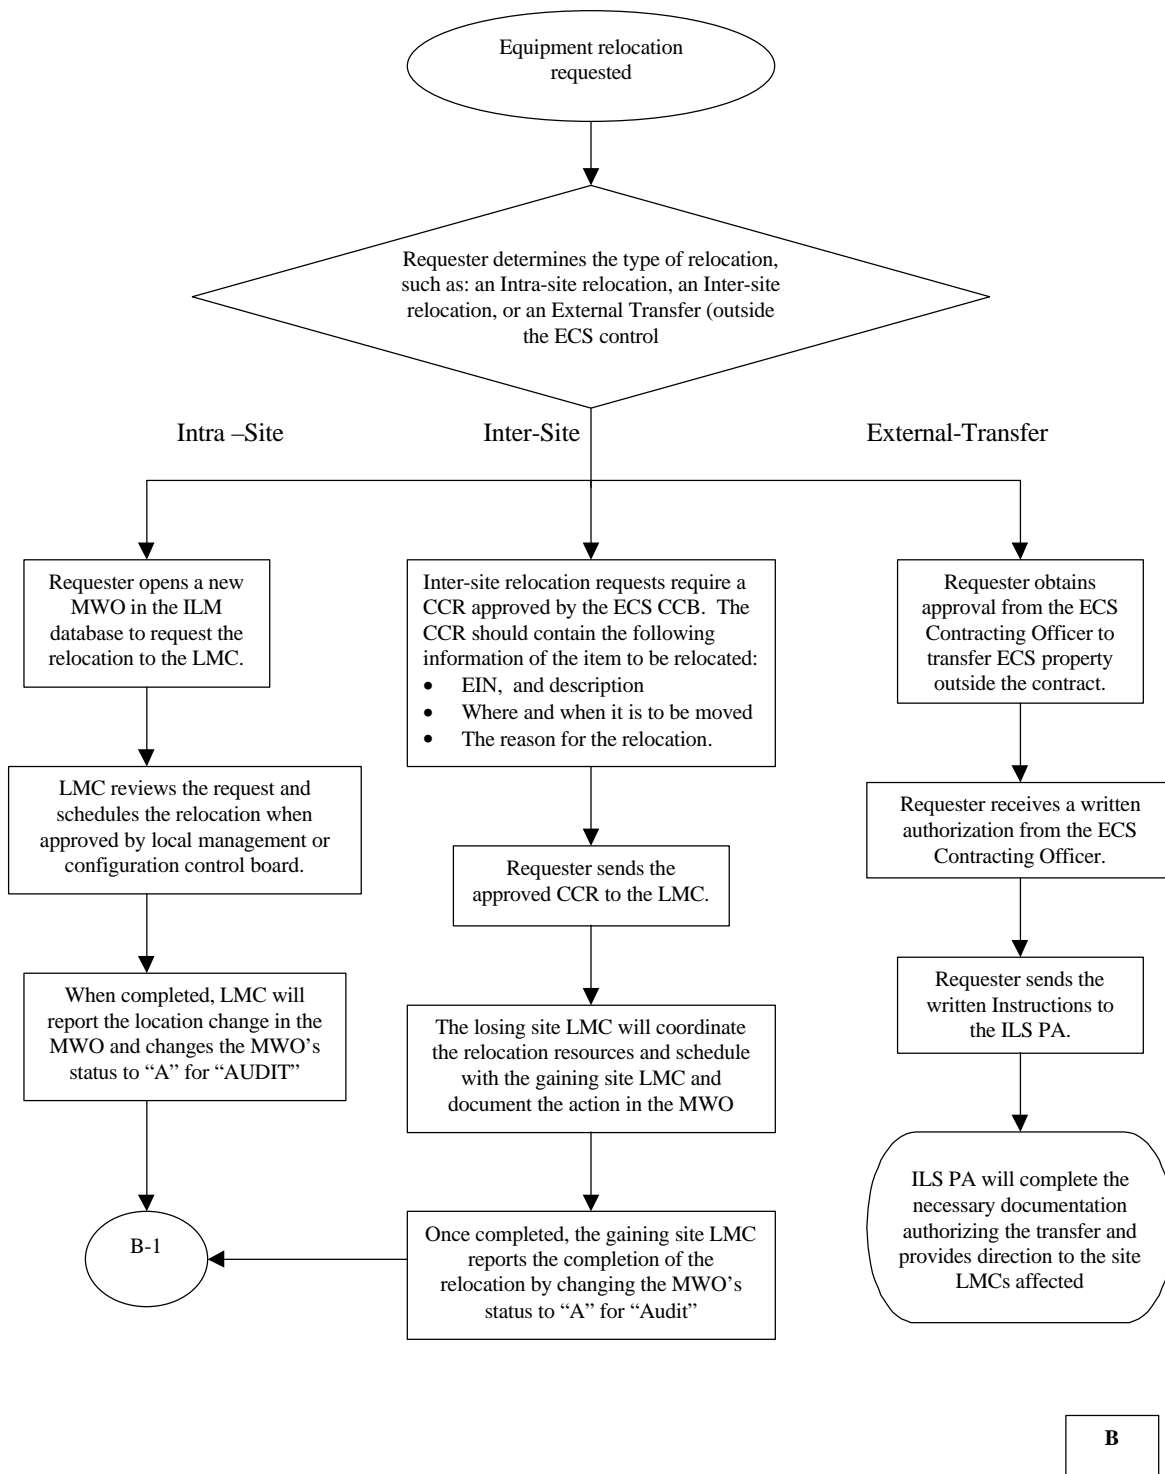 Equipment relocation
requested
Requester determines the type of relocation,
such as: an Intra-site relocation, an Inter-site
relocation, or an External Transfer (outside
the ECS control
Intra –Site
Inter-Site
External-Transfer
Requester opens a new
MWO in the ILM
database to request the
relocation to the LMC.
LMC reviews the request and
schedules the relocation when
approved by local management or
configuration control board.
When completed, LMC will
report the location change in the
MWO and changes the MWO's
status to “A” for “AUDIT”
B-1
Inter-site relocation requests require a
CCR approved by the ECS CCB. The
CCR should contain the following
information of the item to be relocated:
• EIN, and description
• Where and when it is to be moved
• The reason for the relocation.
Requester sends the
approved CCR to the LMC.
The losing site LMC will coordinate
the relocation resources and schedule
with the gaining site LMC and
document the action in the MWO
Once completed, the gaining site LMC
reports the completion of the
relocation by changing the MWO's
status to “A” for “Audit”
Requester obtains
approval from the ECS
Contracting Officer to
transfer ECS property
outside the contract.
Requester receives a written
authorization from the ECS
Contracting Officer.
Requester sends the
written Instructions to
the ILS PA.
ILS PA will complete the
necessary documentation
authorizing the transfer and
provides direction to the site
LMCs affected
B